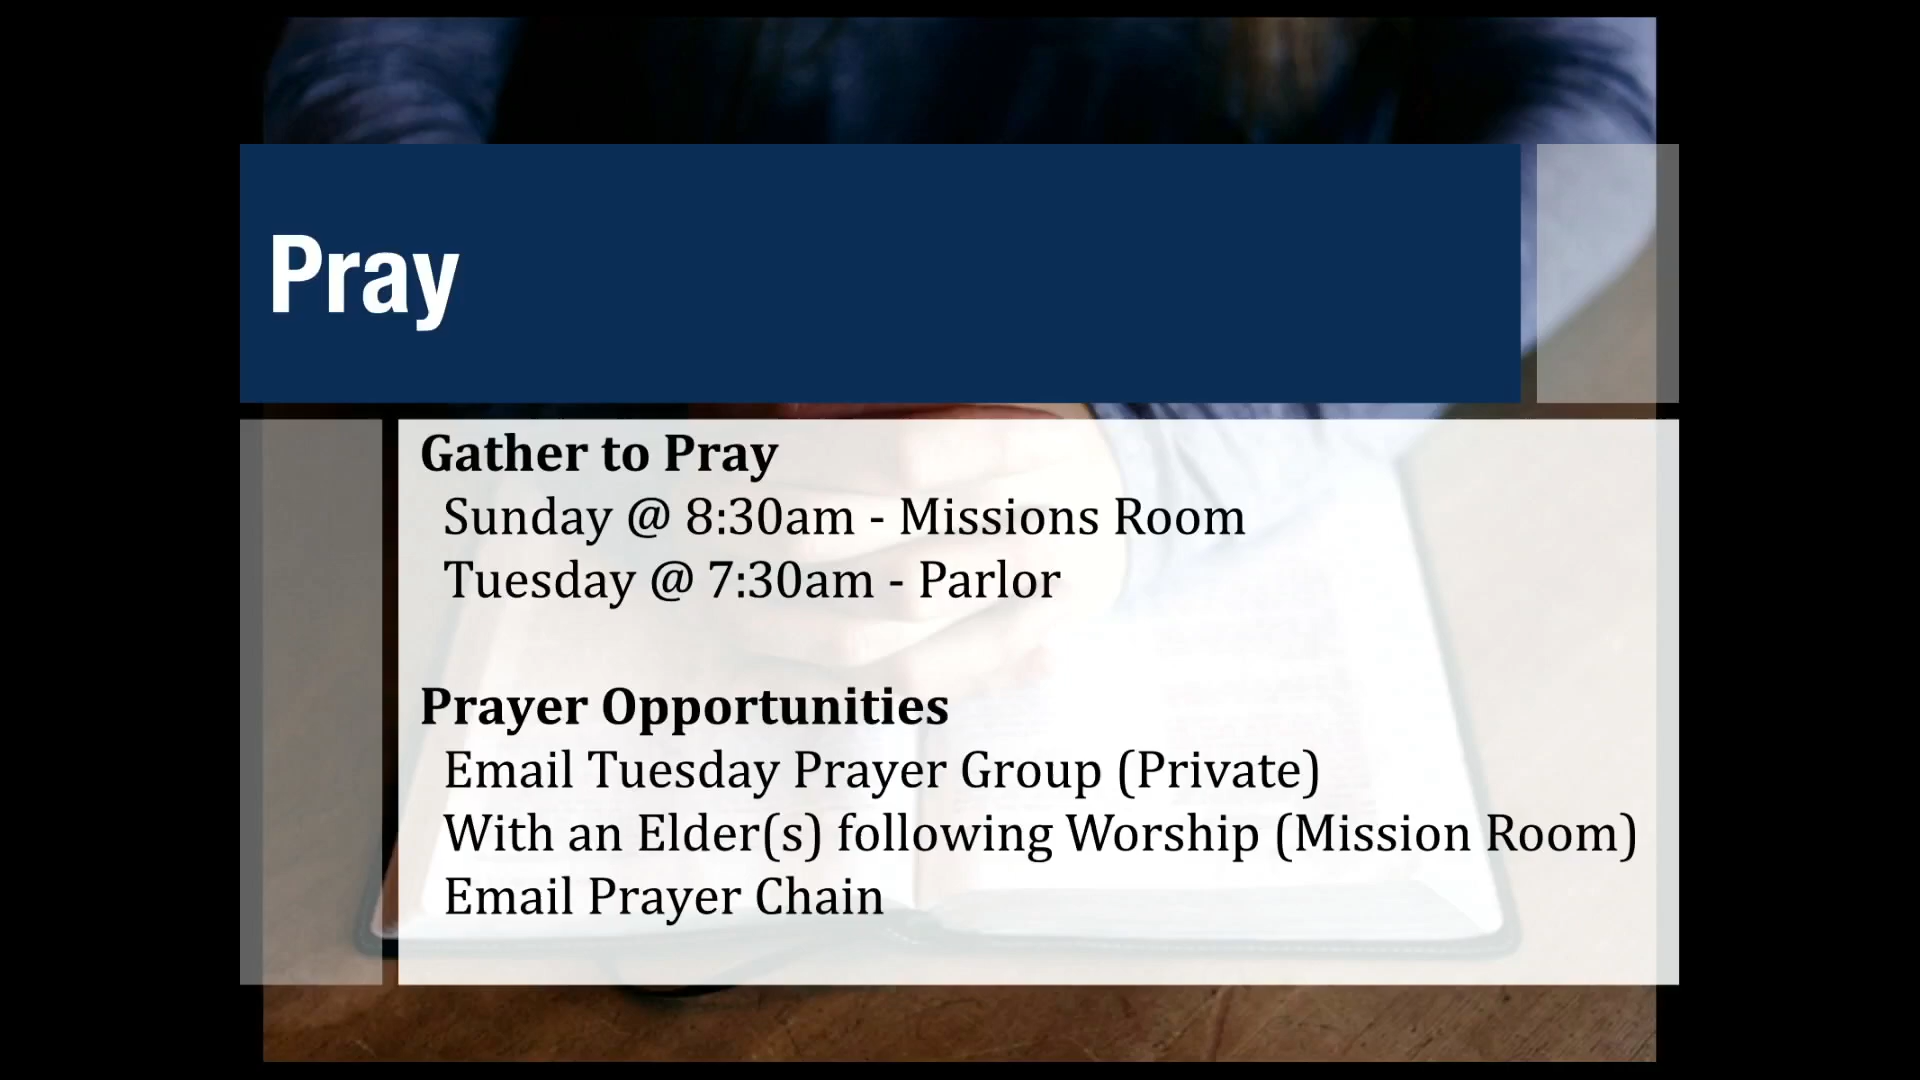 Pray
Gather to Pray
Sunday @ 8:30am - Missions Room
Tuesday @ 7:30am - Parlor
Prayer Opportunities
Email Tuesday Prayer Group (Private)
With an Elder(s) following Worship (Mission Room)
Email Prayer Chain